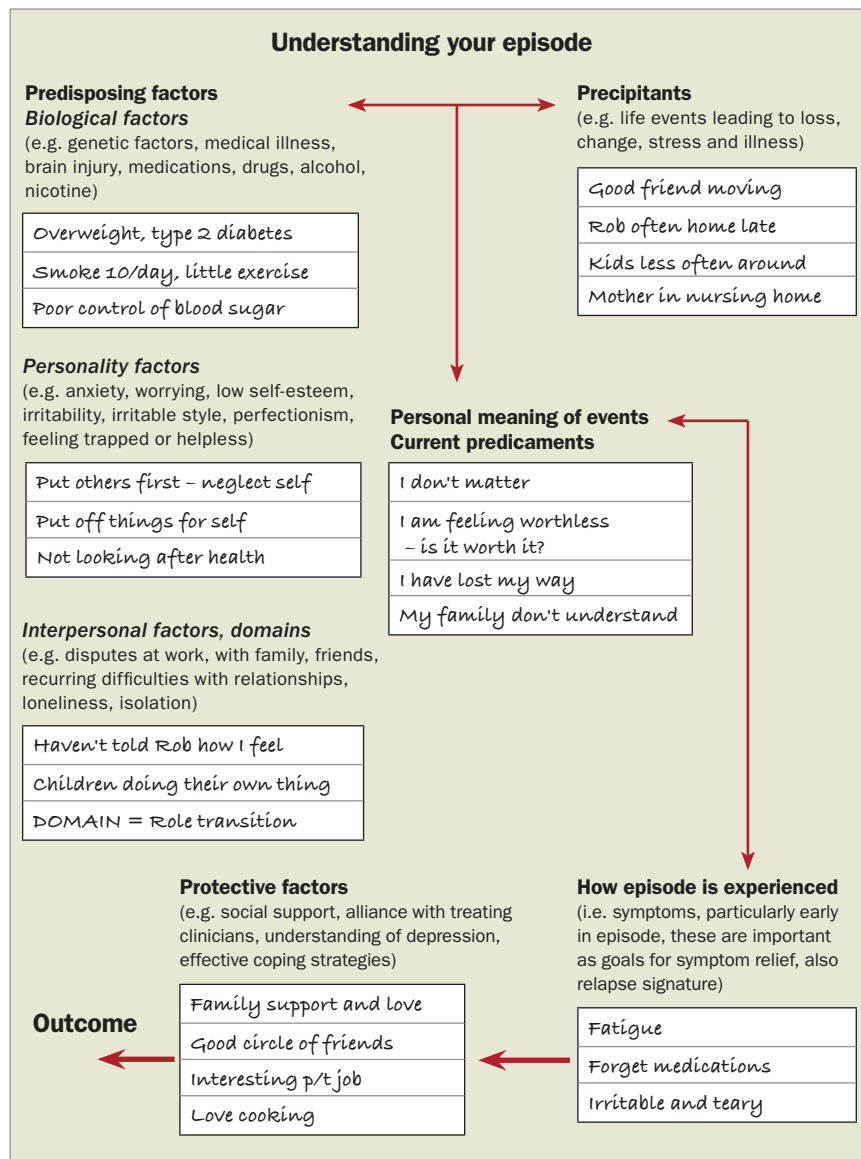 Understanding your episode
Predisposing factors
Biological factors
(e.g. genetic factors, medical illness,
brain injury, medications, drugs, alcohol,
nicotine)
Overweight, type 2 diabetes
Smoke 10/day, little exercise
Poor control of blood sugar
Precipitants
(e.g. life events leading to loss,
change, stress and illness)
Good friend moving
Rob often home late
Kids less often around
Mother in nursing home
Personality factors
(e.g. anxiety, worrying, low self-esteem,
irritability, irritable style, perfectionism,
feeling trapped or helpless)
Put others first – neglect self
Put off things for self
Not looking after health
Personal meaning of events
Current predicaments
I don't matter
I am feeling worthless
– is it worth it?
I have lost my way
My family don't understand
Interpersonal factors, domains
(e.g. disputes at work, with family, friends,
recurring difficulties with relationships,
loneliness, isolation)
Haven't told Rob how I feel
Children doing their own thing
DOMAIN = Role transition
Protective factors
(e.g. social support, alliance with treating
clinicians, understanding of depression,
effective coping strategies)
Family support and love
Good circle of friends
Interesting p/t job
Love cooking
How episode is experienced
(i.e. symptoms, particularly early
in episode, these are important
as goals for symptom relief, also
relapse signature)
Fatigue
Forget medications
Irritable and teary
Outcome